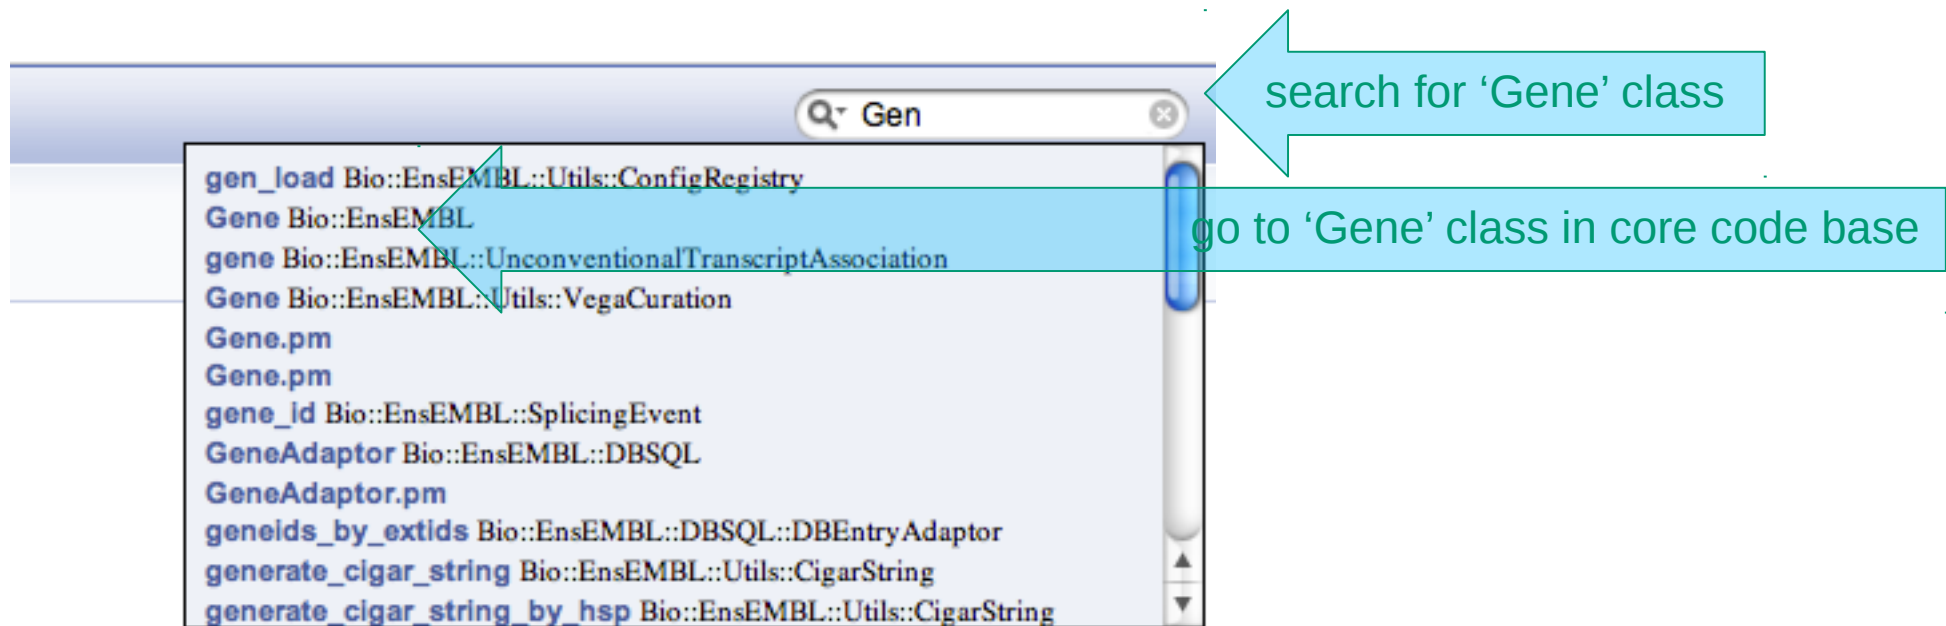 search for ‘Gene’ class
Gen
gen_load Bio::EnsEMBL::Utils::ConfigRegistry
Gene Bio::EnsEMBL
go to ‘Gene’ class in core code base
gene Bio::EnsEMBL::UnconventionalTranscriptAssociation
Gene Bio::EnsEMBL::Utils::VegaCuration
Gene.pm
Gene.pm
gene_id Bio::EnsEMBL::SplicingEvent
GeneAdaptor Bio::EnsEMBL::DBSQL
GeneAdaptor.pm
geneids_by_extids Bio::EnsEMBL::DBSQL::DBEntryAdaptor
generate_cigar_string Bio::EnsEMBL::Utils::CigarString
generate_cigar_string_by_hsp Bio::EnsEMBL::Utils::CigarString